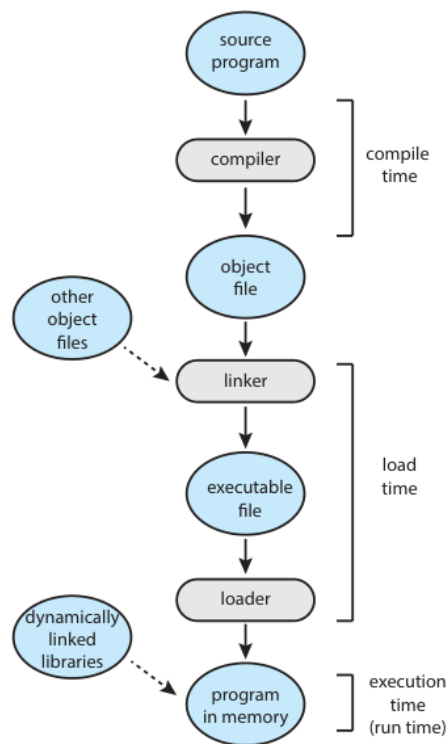 source
program
compiler
compile
time
object
file
other
object
files
linker
load
time
executable
file
loader
dynamically
linked
libraries
program
in memory
execution
time
(run time)